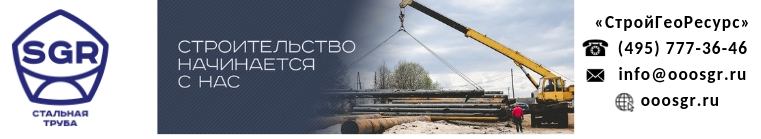 SGR
СТАЛЬНАЯ
ТРУБА
СТРОИТЕЛЬСТВО
НАЧИНАЕТСЯ
С НАС
«СтройГеоРесурс»
(495) 777-36-46
info@ooosgr.ru
ooosgr.ru